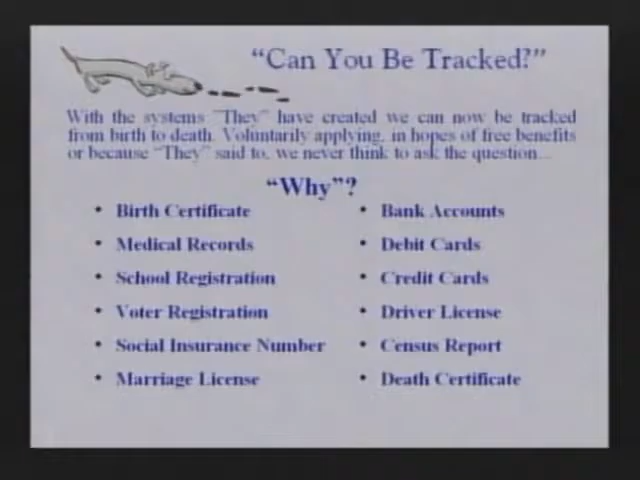 “Can You Be Tracked?”
With the systems “They” have created we can now be tracked
from birth to death. Voluntarily applying, in hopes of free benefits
or because “They” said to, we never think to ask the question...
“Why”?
• Birth Certificate
• Medical Records
• School Registration
• Voter Registration
• Social Insurance Number
• Marriage License
• Bank Accounts
• Debit Cards
• Credit Cards
• Driver License
• Census Report
• Death Certificate